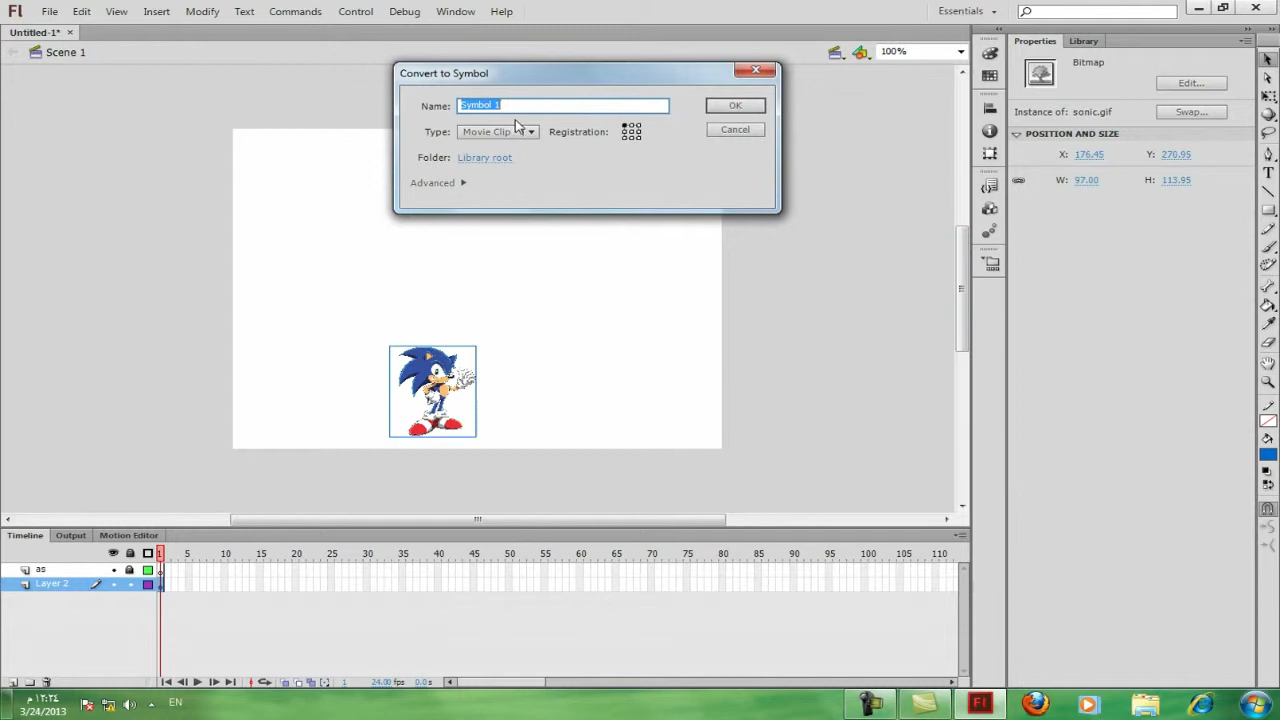 Fl File Edit View Insert Modify Text Commands Control Debug Window Help Essentials
Untitled-1* ×
Scene 1 100%
Convert to Symbol
Name: Symbol 1 OK
Type: Movie Clip Registration: Cancel
Folder: Library root
Advanced
Properties Library
Bitmap
Edit...
Instance of: sonic.gif Swap...
POSITION AND SIZE
X: 176.45 Y: 270.95
W: 97.00 H: 113.95
Timeline Output Motion Editor
1 5 10 15 20 25 30 35 40 45 50 55 60 65 70 75 80 85 90 95 100 105 110
as
Layer 2
1 24.00 fps 0.0 s
١٢:٢٤ م
3/24/2013
EN
Fl